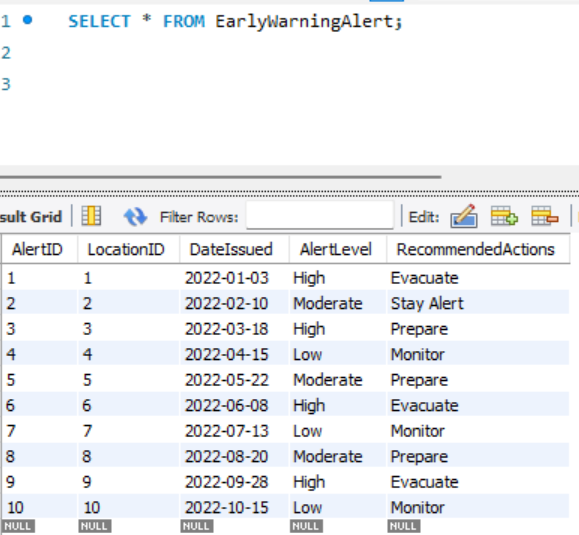 1 SELECT * FROM EarlyWarningAlert;
2
3
sult Grid Filter Rows: Edit:
AlertID LocationID DateIssued AlertLevel RecommendedActions
1 1 2022-01-03 High Evacuate
2 2 2022-02-10 Moderate Stay Alert
3 3 2022-03-18 High Prepare
4 4 2022-04-15 Low Monitor
5 5 2022-05-22 Moderate Prepare
6 6 2022-06-08 High Evacuate
7 7 2022-07-13 Low Monitor
8 8 2022-08-20 Moderate Prepare
9 9 2022-09-28 High Evacuate
10 10 2022-10-15 Low Monitor
NULL NULL NULL NULL NULL